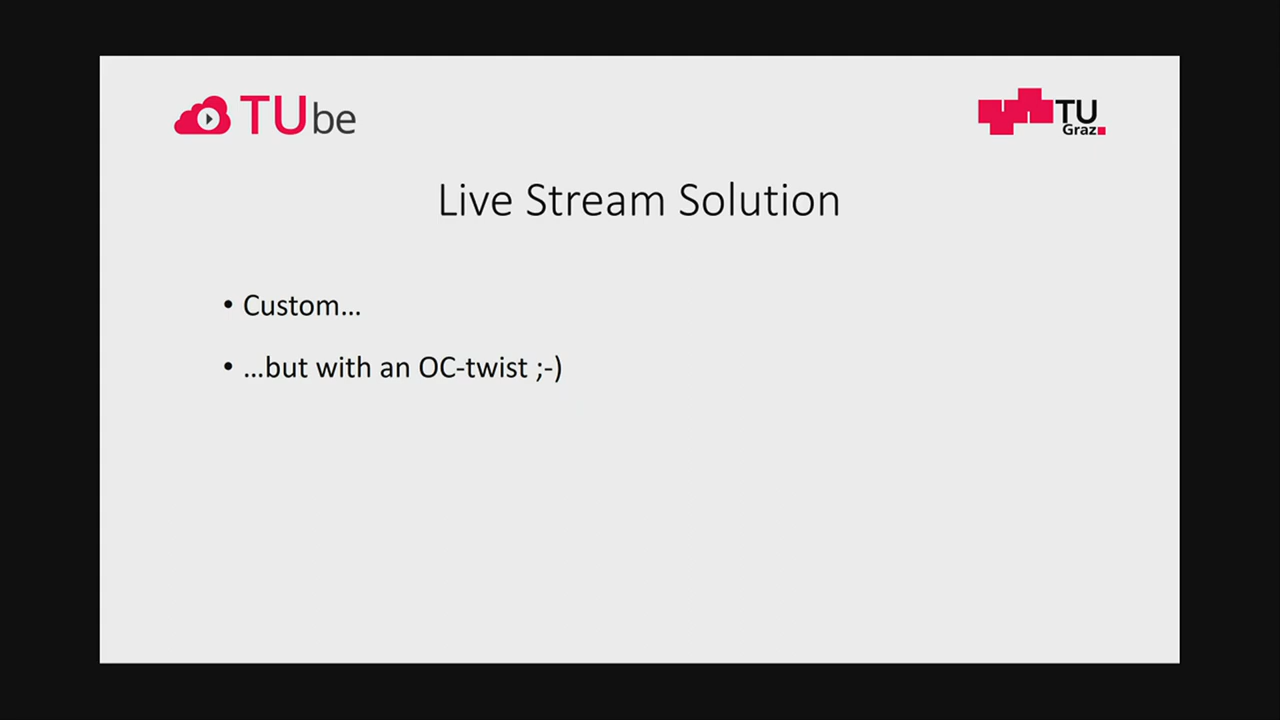 TUbe
TU
Graz
Live Stream Solution
• Custom...
• ...but with an OC-twist ;-)